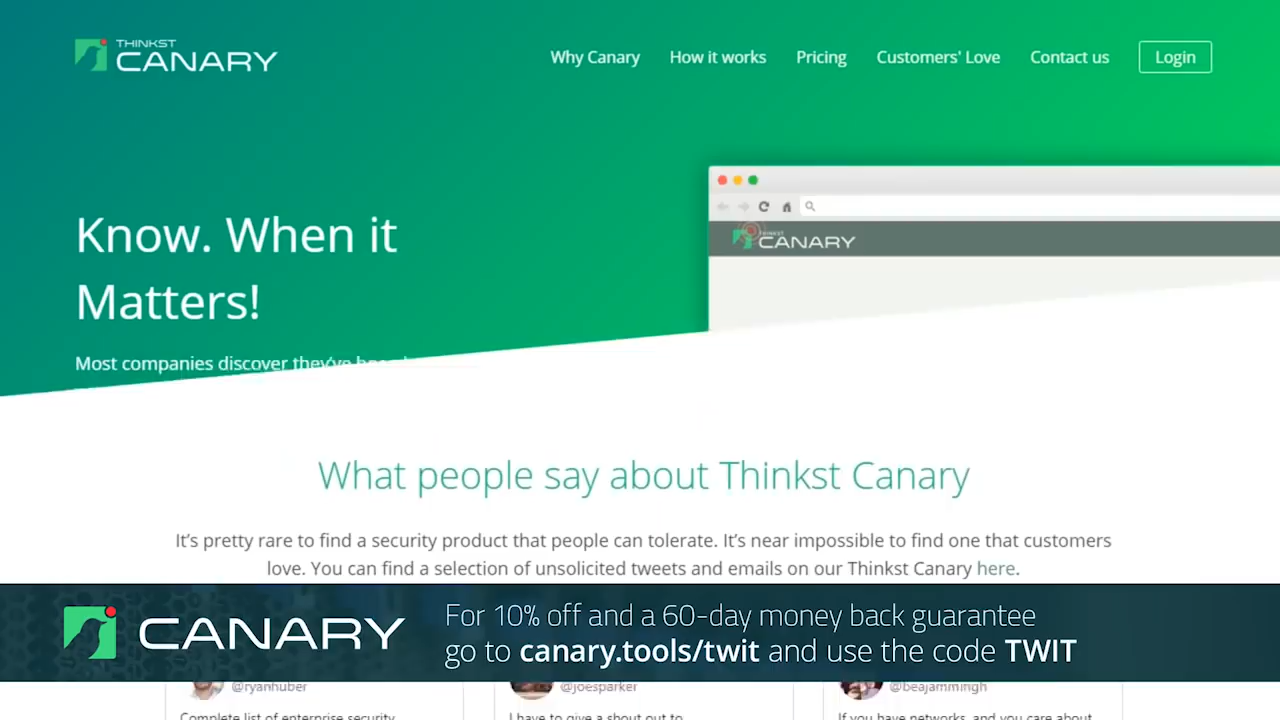 THINKST
CANARY
Why Canary
How it works
Pricing
Customers' Love
Contact us
Login
Know. When it
Matters!
Most companies discover they've
THINKST
CANARY
What people say about Thinkst Canary
It's pretty rare to find a security product that people can tolerate. It's near impossible to find one that customers
love. You can find a selection of unsolicited tweets and emails on our Thinkst Canary here.
CANARY
For 10% off and a 60-day money back guarantee
go to canary.tools/twit and use the code TWIT
@ryanhuber
@joesparker
@beajammingh
Complete list of enterprise security
I have to give a shout out to
If you have networks, and you care about